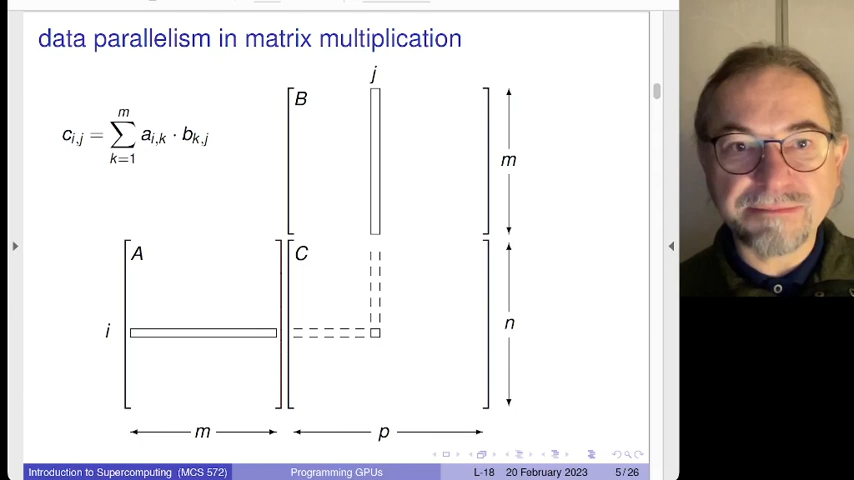 data parallelism in matrix multiplication
j
B
m
c_{i,j} = \sum_{k=1}^{m} a_{i,k} · b_{k,j}
m
A
C
i
n
m
p
Introduction to Supercomputing (MCS 572) Programming GPUs L-18 20 February 2023 5 / 26